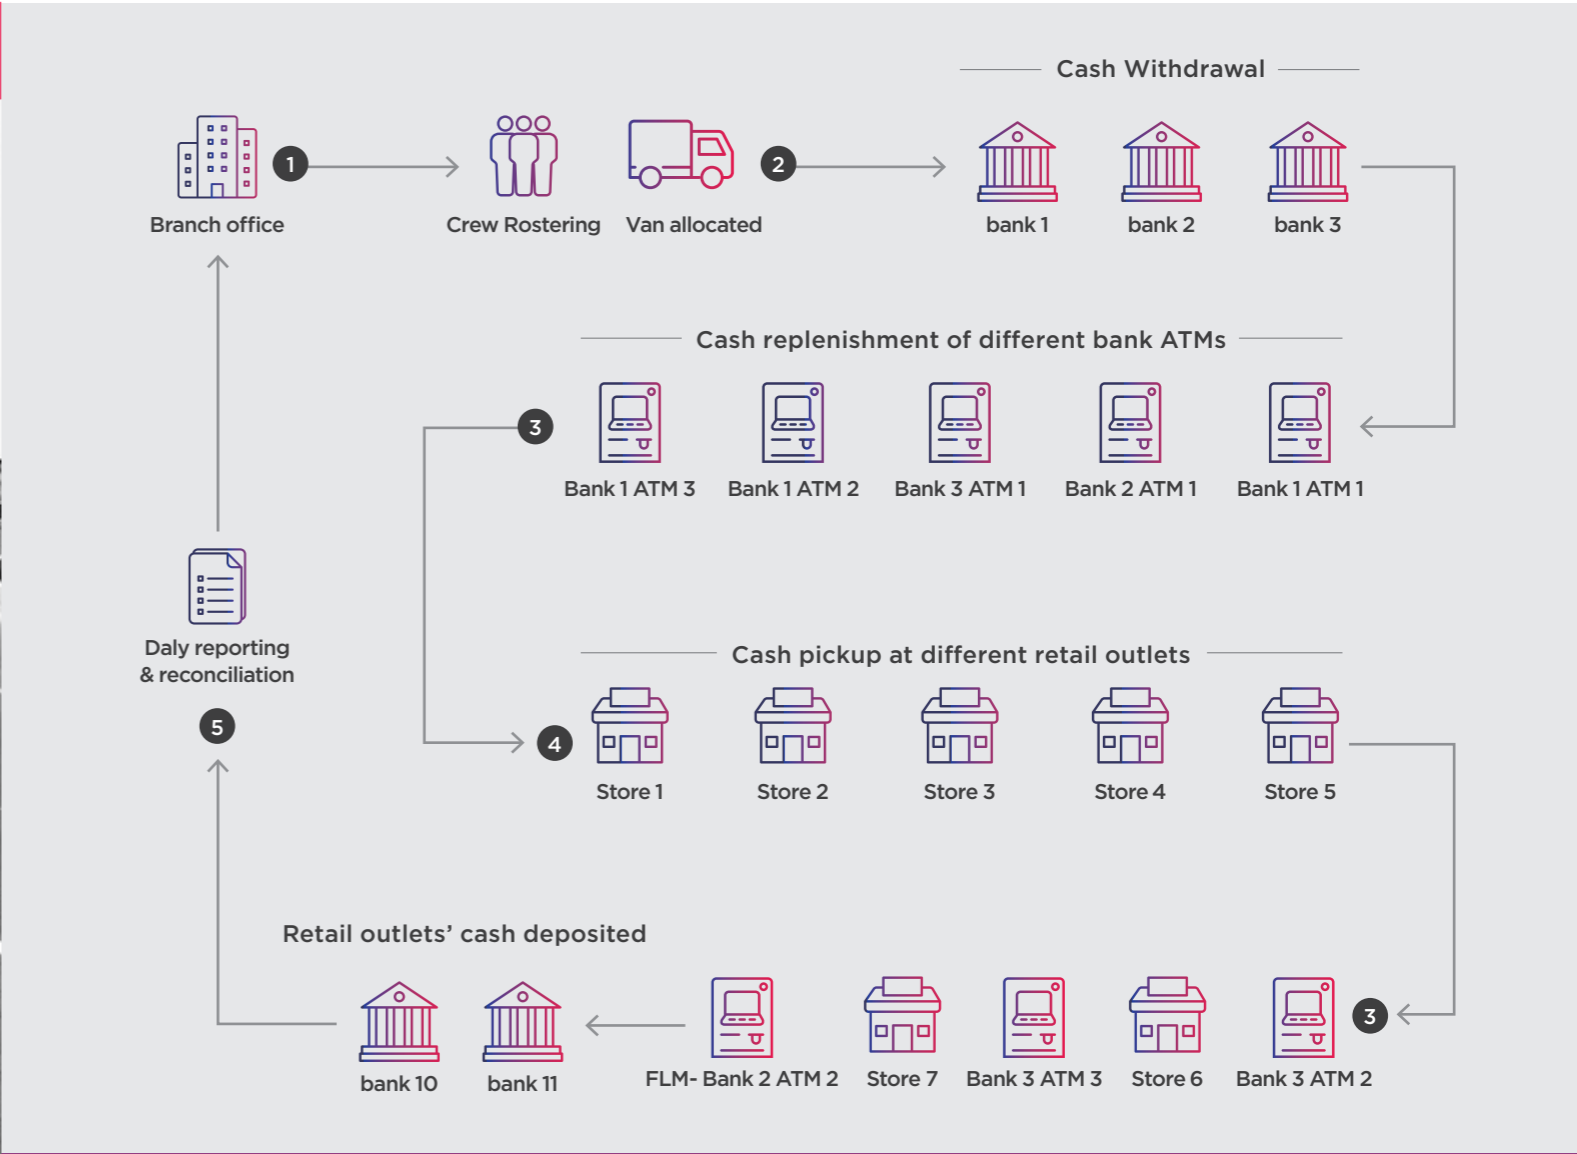 Cash Withdrawal
1
2
Branch office
Crew Rostering
Van allocated
bank 1
bank 2
bank 3
Cash replenishment of different bank ATMs
3
Bank 1 ATM 3
Bank 1 ATM 2
Bank 3 ATM 1
Bank 2 ATM 1
Bank 1 ATM 1
Daly reporting
& reconciliation
5
Cash pickup at different retail outlets
4
Store 1
Store 2
Store 3
Store 4
Store 5
Retail outlets’ cash deposited
3
bank 10
bank 11
FLM- Bank 2 ATM 2
Store 7
Bank 3 ATM 3
Store 6
Bank 3 ATM 2